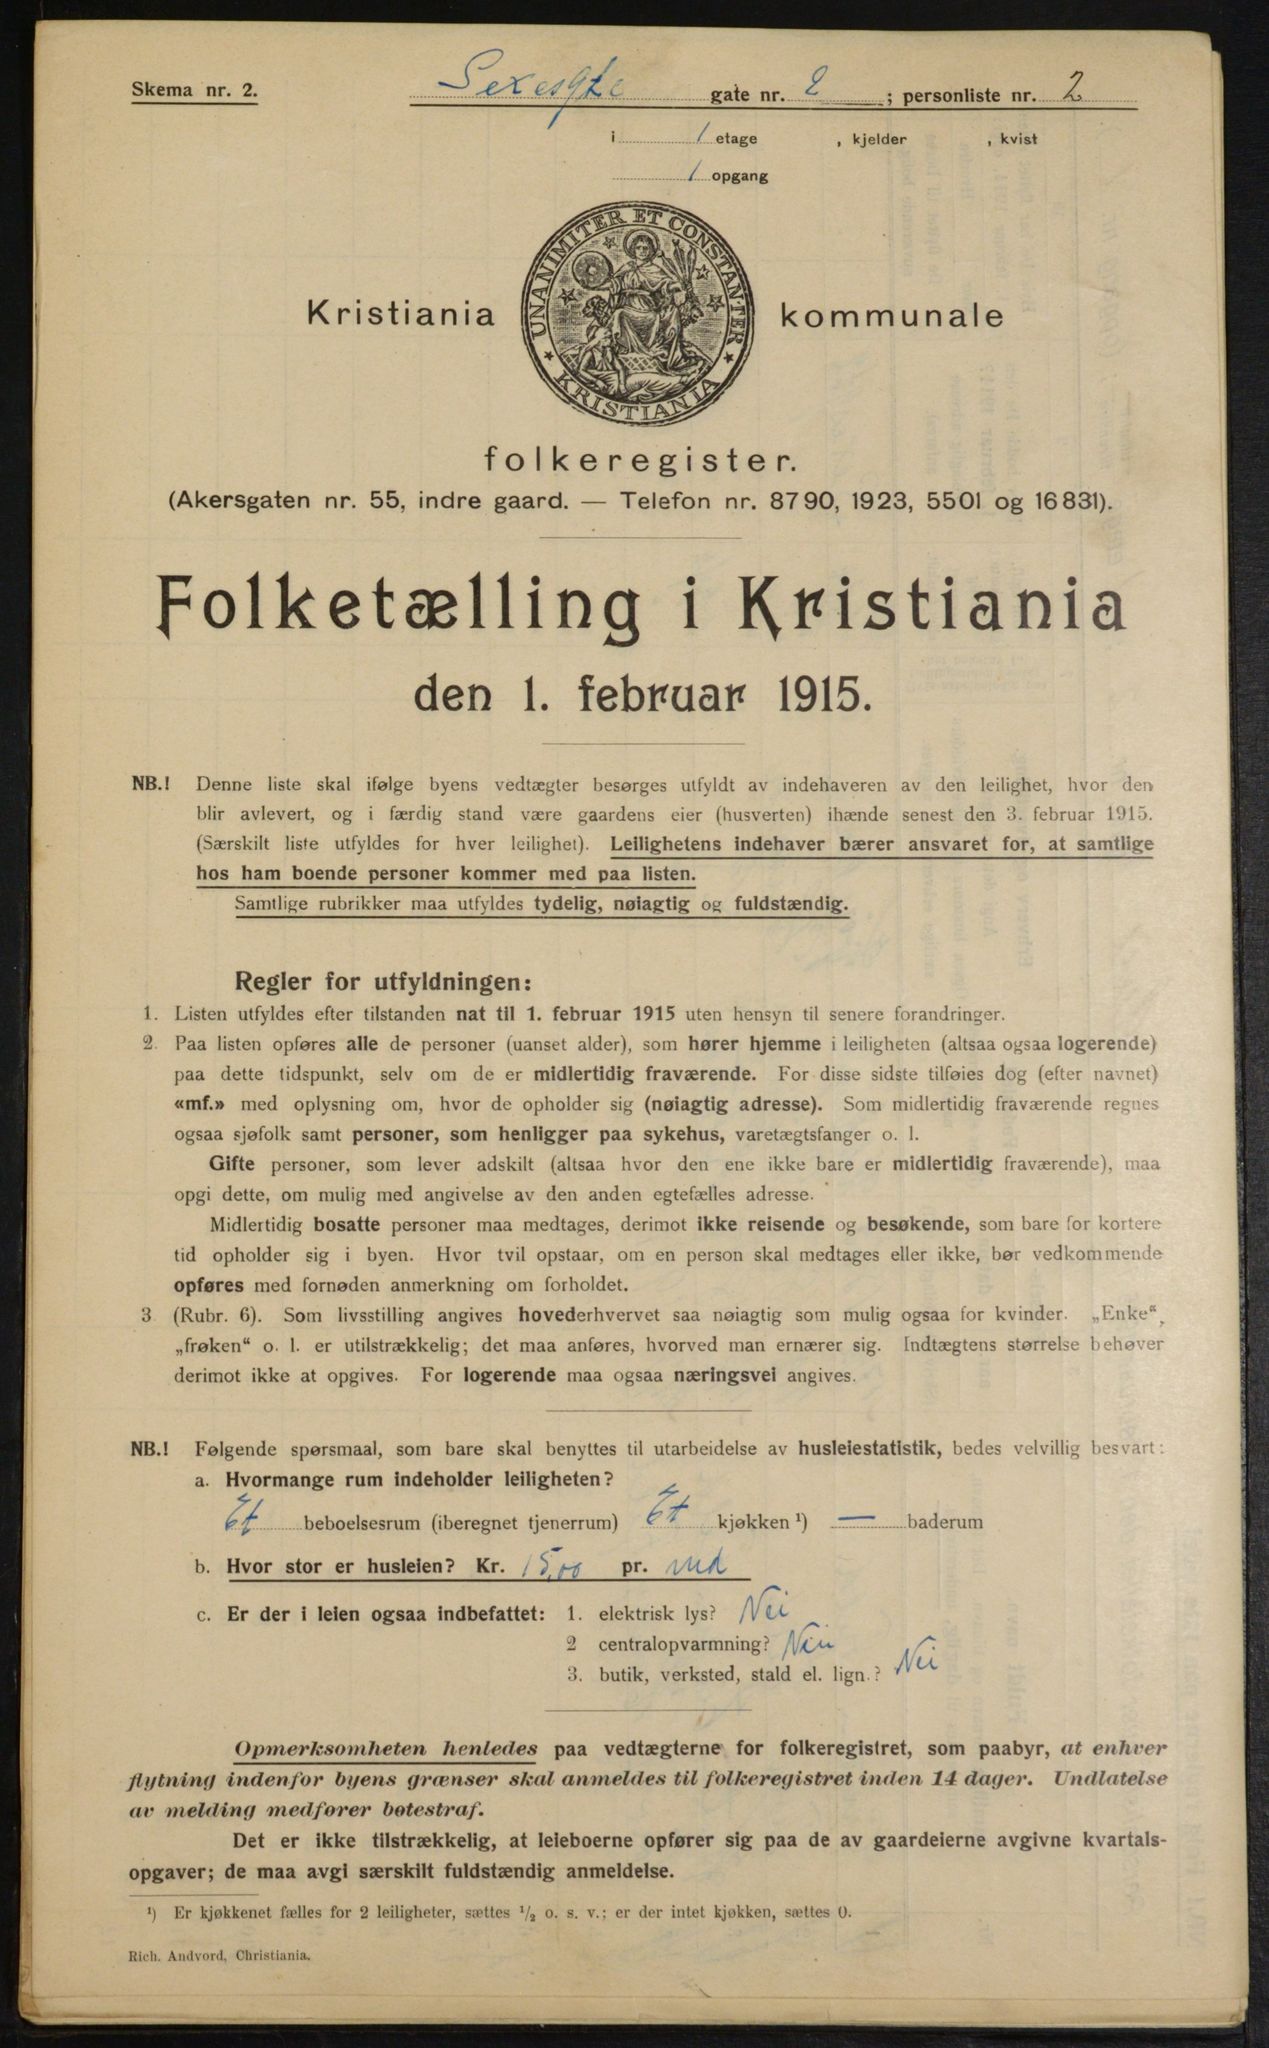 Skema nr. 2.
Sexesgt. gate nr. 2; personliste nr. 2
i 1 etage , kjelder , kvist
1 opgang
UNANIMITER ET CONSTANTER
KRISTIANIA
Kristiania kommunale
folkeregister.
(Akersgaten nr. 55, indre gaard. — Telefon nr. 8790, 1923, 5501 og 16831).
Folketælling i Kristiania
den 1. februar 1915.
NB.! Denne liste skal ifølge byens vedtægter besørges utfyldt av indehaveren av den leilighet, hvor den
blir avlevert, og i færdig stand være gaardens eier (husverten) ihænde senest den 3. februar 1915.
(Særskilt liste utfyldes for hver leilighet). Leilighetens indehaver bærer ansvaret for, at samtlige
hos ham boende personer kommer med paa listen.
Samtlige rubrikker maa utfyldes tydelig, nøiagtig og fuldstændig.
Regler for utfyldningen:
1. Listen utfyldes efter tilstanden nat til 1. februar 1915 uten hensyn til senere forandringer.
2. Paa listen opføres alle de personer (uanset alder), som hører hjemme i leiligheten (altsaa ogsaa logerende)
paa dette tidspunkt, selv om de er midlertidig fraværende. For disse sidste tilføies dog (efter navnet)
«mf.» med oplysning om, hvor de opholder sig (nøiagtig adresse). Som midlertidig fraværende regnes
ogsaa sjøfolk samt personer, som henligger paa sykehus, varetægtsfanger o. l.
Gifte personer, som lever adskilt (altsaa hvor den ene ikke bare er midlertidig fraværende), maa
opgi dette, om mulig med angivelse av den anden egtefælles adresse.
Midlertidig bosatte personer maa medtages, derimot ikke reisende og besøkende, som bare for kortere
tid opholder sig i byen. Hvor tvil opstaar, om en person skal medtages eller ikke, bør vedkommende
opføres med fornøden anmerkning om forholdet.
3 (Rubr. 6). Som livsstilling angives hovederhvervet saa nøiagtig som mulig ogsaa for kvinder. „Enke“,
„frøken“ o. l. er utilstrækkelig; det maa anføres, hvorved man ernærer sig. Indtægtens størrelse behøver
derimot ikke at opgives. For logerende maa ogsaa næringsvei angives.
NB.! Følgende spørsmaal, som bare skal benyttes til utarbeidelse av husleiestatistik, bedes velvillig besvart:
a. Hvormange rum indeholder leiligheten?
Et beboelsesrum (iberegnet tjenerrum) Et kjøkken ¹) — baderum
b. Hvor stor er husleien? Kr. 15,00 pr. md
c. Er der i leien ogsaa indbefattet: 1. elektrisk lys? Nei
2 centralopvarmning? Nei
3. butik, verksted, stald el. lign.? Nei
Opmerksomheten henledes paa vedtægterne for folkeregistret, som paabyr, at enhver
flytning indenfor byens grænser skal anmeldes til folkeregistret inden 14 dager. Undlatelse
av melding medfører bøtestraf.
Det er ikke tilstrækkelig, at leieboerne opfører sig paa de av gaardeierne avgivne kvartals-
opgaver; de maa avgi særskilt fuldstændig anmeldelse.
¹) Er kjøkkenet fælles for 2 leiligheter, sættes ¹/₂ o. s. v.; er der intet kjøkken, sættes 0.
Rich. Andvord, Christiania.